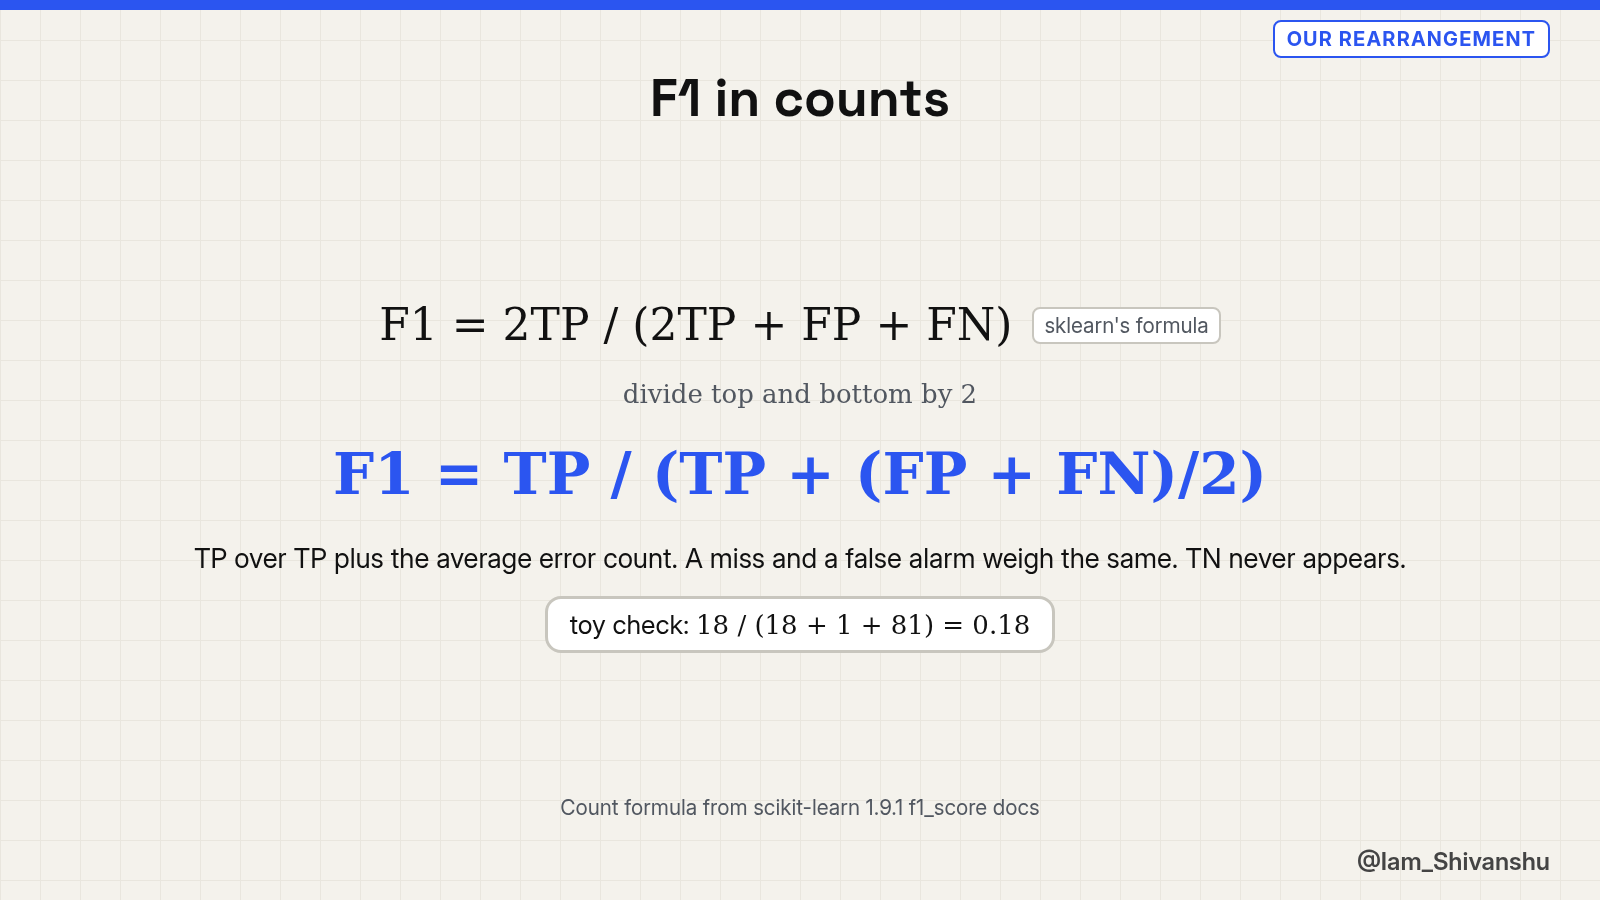 OUR REARRANGEMENT
F1 in counts
F1 = 2TP / (2TP + FP + FN) sklearn's formula
divide top and bottom by 2
F1 = TP / (TP + (FP + FN)/2)
TP over TP plus the average error count. A miss and a false alarm weigh the same. TN never appears.
toy check: 18 / (18 + 1 + 81) = 0.18
Count formula from scikit-learn 1.9.1 f1_score docs
@Iam_Shivanshu